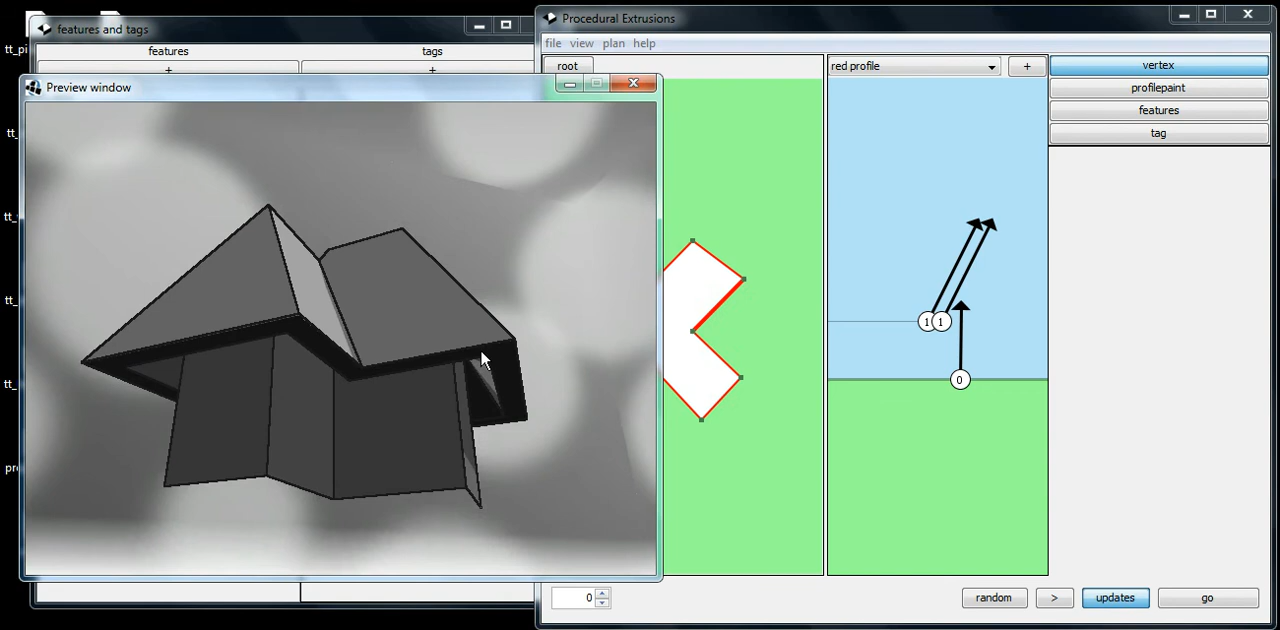 features and tags
features
tags
+
+
Preview window
Procedural Extrusions
file view plan help
root
red profile
+
vertex
profilepaint
features
tag
1
1
0
0
random
>
updates
go
tt_pi
tt_
tt_
tt_
tt_
pro